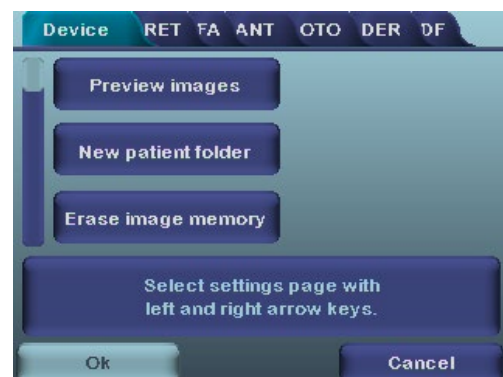 Device RET FA ANT OTO DER DF
Preview images
New patient folder
Erase image memory
Select settings page with
left and right arrow keys.
Ok Cancel